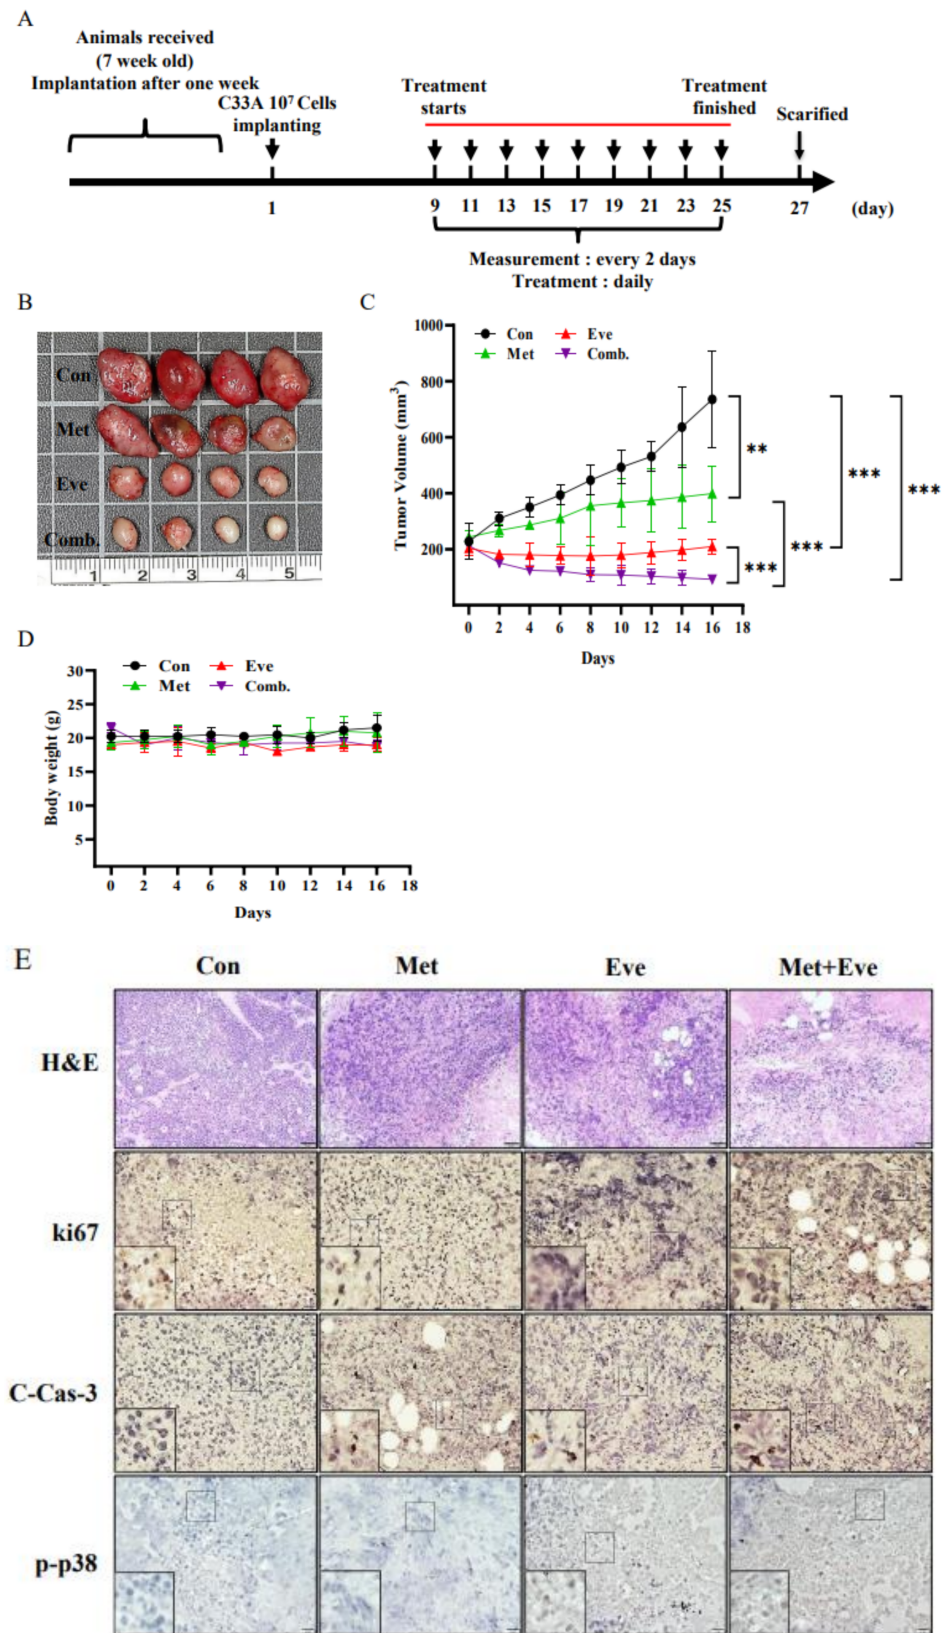 A
Animals received
(7 week old)
Implantation after one week
C33A 10⁷ Cells
implanting
Treatment
starts
Treatment
finished
Scarified
1 9 11 13 15 17 19 21 23 25 27 (day)
Measurement : every 2 days
Treatment : daily
B
Con
Met
Eve
Comb.
1 2 3 4 5
C
Con Eve
Met Comb.
Tumor Volume (mm³)
1000
800
600
400
200
0 2 4 6 8 10 12 14 16 18
Days
**
***
***
***
***
D
Con Eve
Met Comb.
Body weight (g)
30
25
20
15
10
5
0 2 4 6 8 10 12 14 16 18
Days
E
Con Met Eve Met+Eve
H&E
ki67
C-Cas-3
p-p38